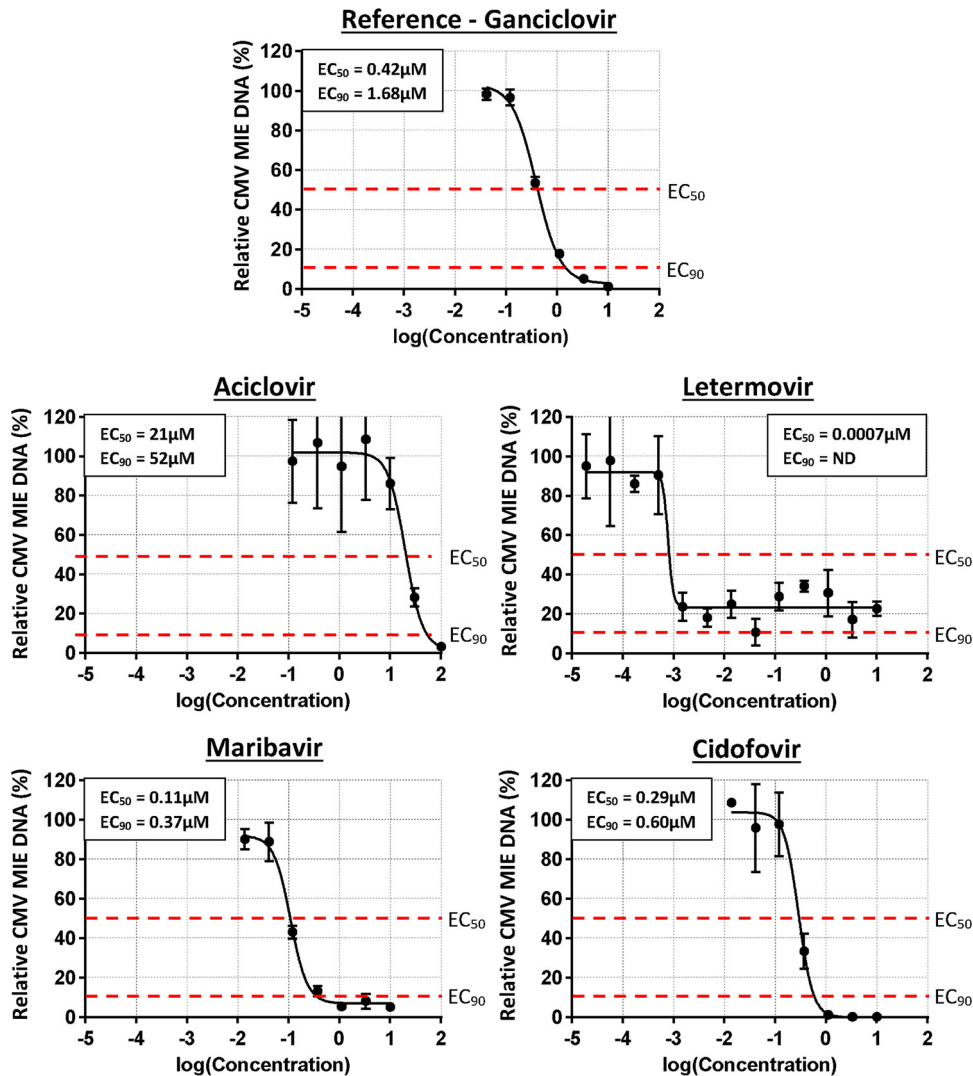 Reference - Ganciclovir
Relative CMV MIE DNA (%)
120
100
80
60
40
20
0
EC50 = 0.42µM
EC90 = 1.68µM
EC50
EC90
-5 -4 -3 -2 -1 0 1 2
log(Concentration)
Aciclovir
Relative CMV MIE DNA (%)
120
100
80
60
40
20
0
EC50 = 21µM
EC90 = 52µM
EC50
EC90
-5 -4 -3 -2 -1 0 1 2
log(Concentration)
Letermovir
Relative CMV MIE DNA (%)
120
100
80
60
40
20
0
EC50 = 0.0007µM
EC90 = ND
EC50
EC90
-5 -4 -3 -2 -1 0 1 2
log(Concentration)
Maribavir
Relative CMV MIE DNA (%)
120
100
80
60
40
20
0
EC50 = 0.11µM
EC90 = 0.37µM
EC50
EC90
-5 -4 -3 -2 -1 0 1 2
log(Concentration)
Cidofovir
Relative CMV MIE DNA (%)
120
100
80
60
40
20
0
EC50 = 0.29µM
EC90 = 0.60µM
EC50
EC90
-5 -4 -3 -2 -1 0 1 2
log(Concentration)